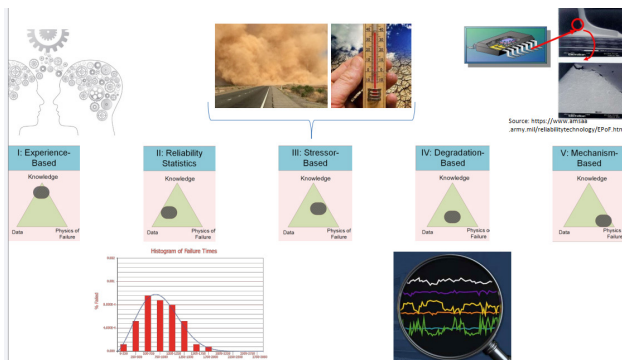 Source: https://www.amsaa
.army.mil/reliabilitytechnology/EPoF.htm
I: Experience-
Based
II: Reliability
Statistics
III: Stressor-
Based
IV: Degradation-
Based
V: Mechanism-
Based
Knowledge
Knowledge
Knowledge
Knowledge
Knowledge
Data
Physics of
Failure
Data
Physics of
Failure
Data
Physics of
Failure
Data
Physics o
Failure
Data
Physics of
Failure
Histogram of Failure Times
% Failed